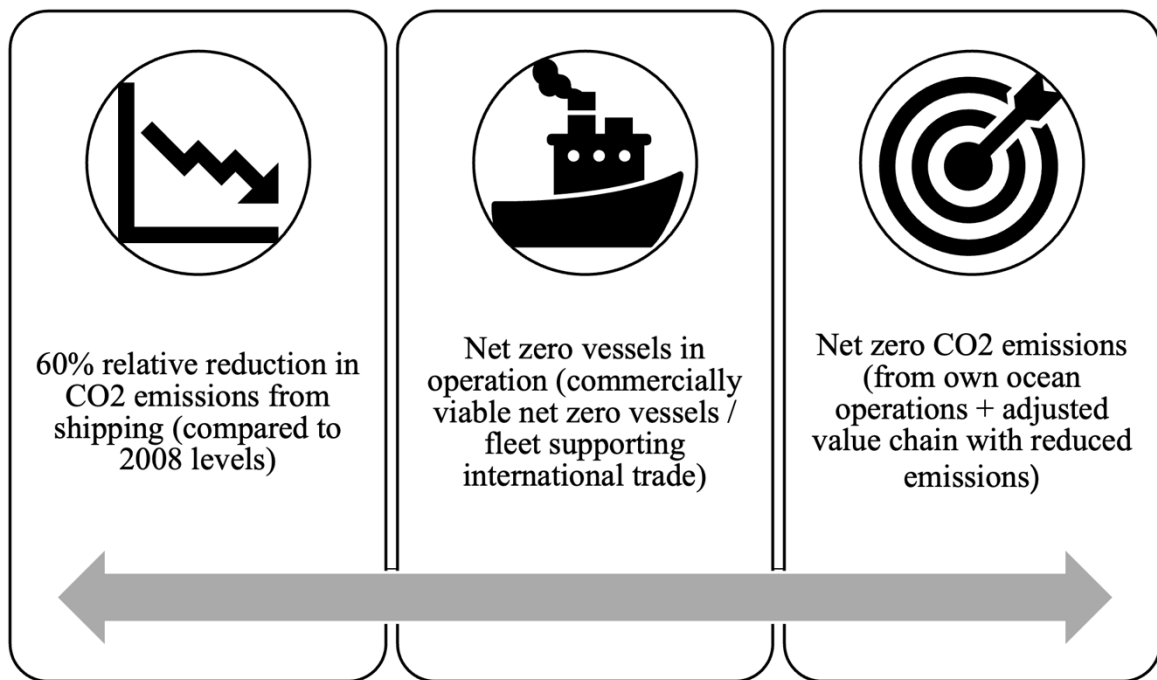 60% relative reduction in
CO2 emissions from
shipping (compared to
2008 levels)
Net zero vessels in
operation (commercially
viable net zero vessels /
fleet supporting
international trade)
Net zero CO2 emissions
(from own ocean
operations + adjusted
value chain with reduced
emissions)